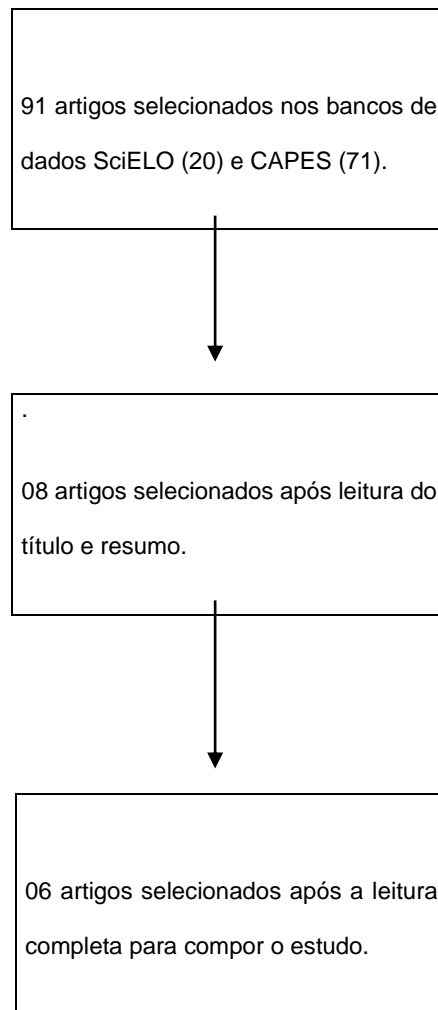 91 artigos selecionados nos bancos de
dados SciELO (20) e CAPES (71).
.
08 artigos selecionados após leitura do
título e resumo.
06 artigos selecionados após a leitura
completa para compor o estudo.